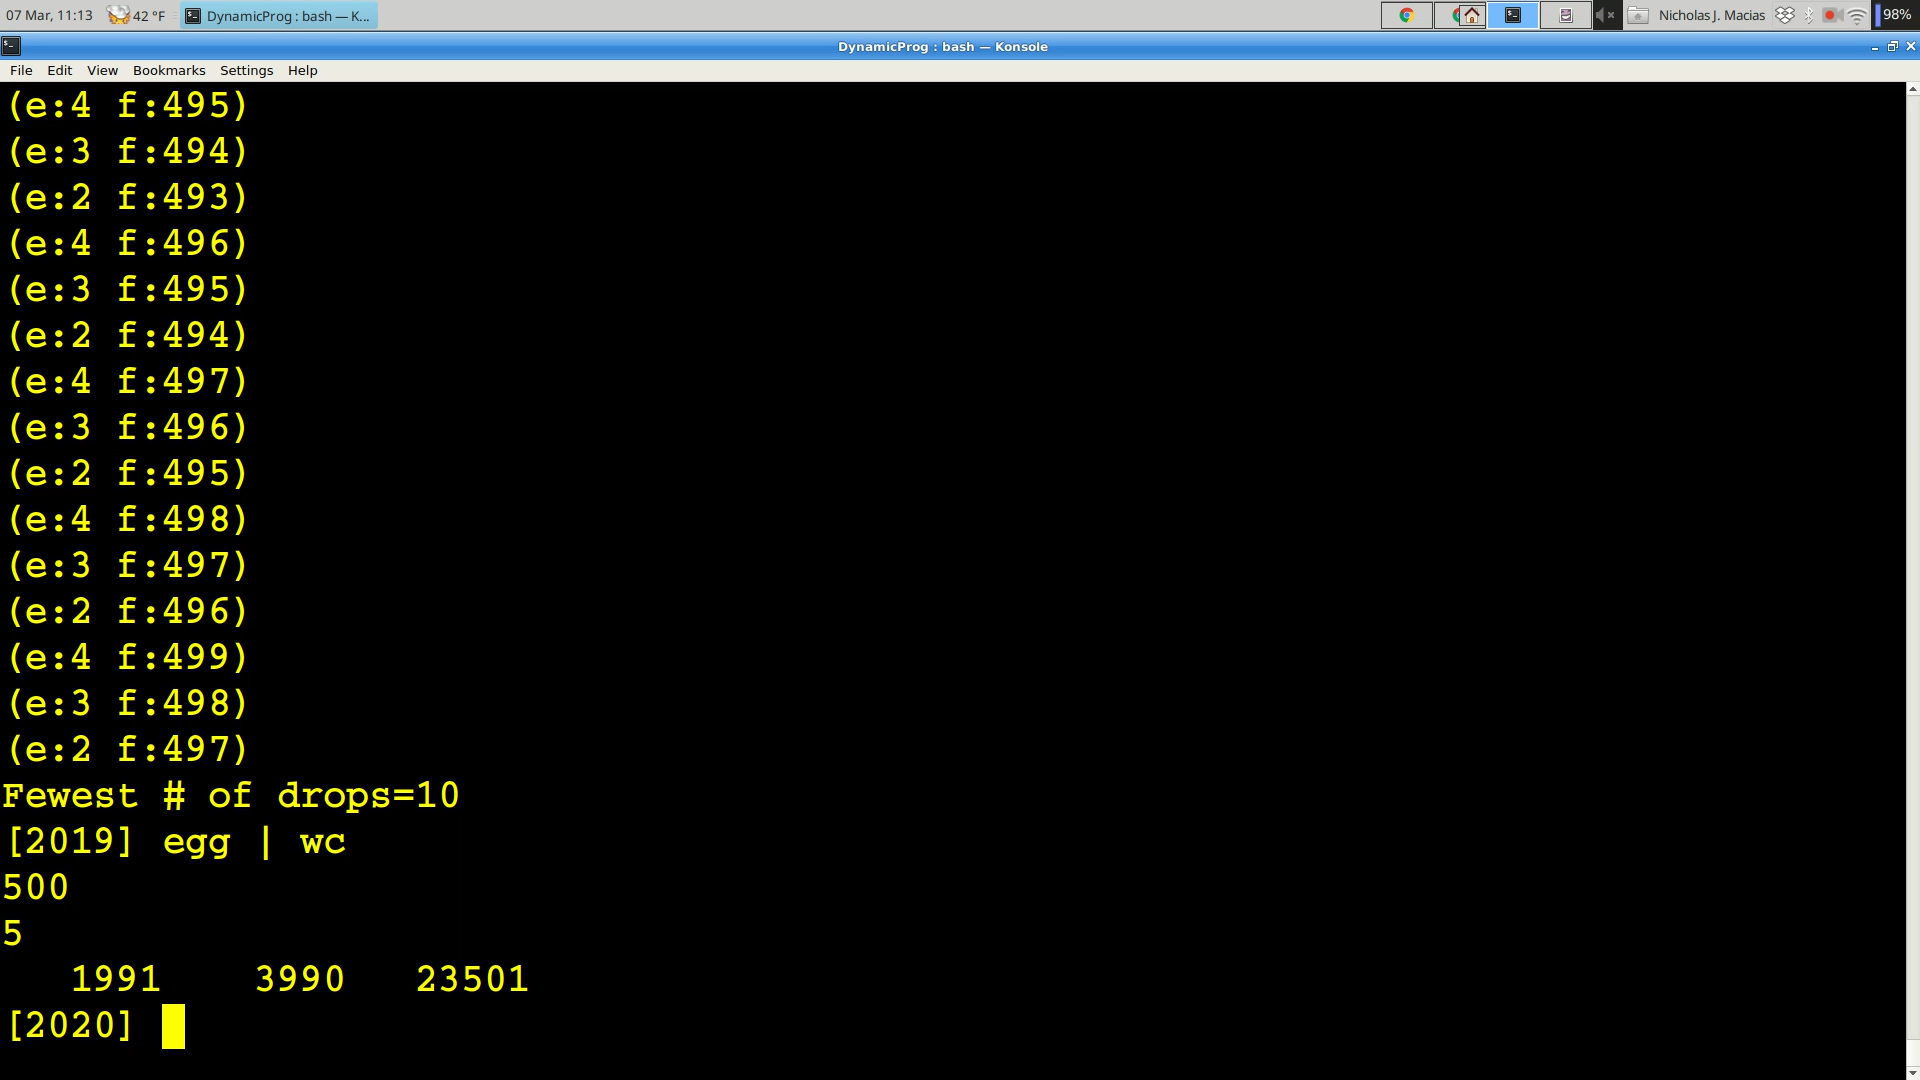 07 Mar, 11:13 42 °F DynamicProg : bash — K... Nicholas J. Macias 98%
DynamicProg : bash — Konsole
File Edit View Bookmarks Settings Help
(e:4 f:495)
(e:3 f:494)
(e:2 f:493)
(e:4 f:496)
(e:3 f:495)
(e:2 f:494)
(e:4 f:497)
(e:3 f:496)
(e:2 f:495)
(e:4 f:498)
(e:3 f:497)
(e:2 f:496)
(e:4 f:499)
(e:3 f:498)
(e:2 f:497)
Fewest # of drops=10
[2019] egg | wc
500
5
1991 3990 23501
[2020]